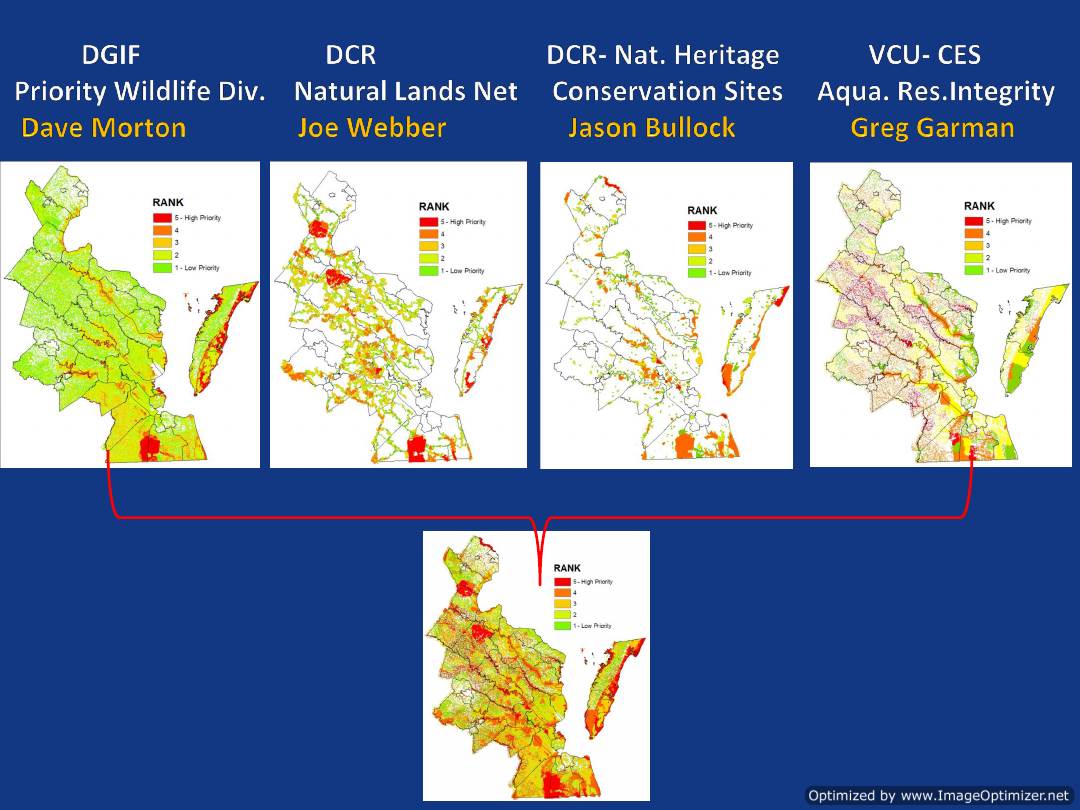 DGIF
Priority Wildlife Div.
Dave Morton
DCR
Natural Lands Net
Joe Webber
DCR- Nat. Heritage
Conservation Sites
Jason Bullock
VCU- CES
Aqua. Res.Integrity
Greg Garman
RANK
5 - High Priority
4
3
2
1 - Low Priority
RANK
5 - High Priority
4
3
2
1 - Low Priority
RANK
5 - High Priority
4
3
2
1 - Low Priority
RANK
5 - High Priority
4
3
2
1 - Low Priority
RANK
5 - High Priority
4
3
2
1 - Low Priority
Optimized by www.ImageOptimizer.net